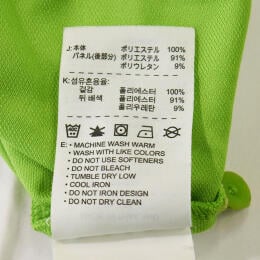 J: 本体 ポリエステル 100%
パネル(後部分) ポリエステル 91%
ポリウレタン 9%
K: 섬유혼용율:
겉감 폴리에스터 100%
뒤 배색 폴리에스터 91%
폴리우레탄 9%
E: • MACHINE WASH WARM
• WASH WITH LIKE COLORS
• DO NOT USE SOFTENERS
• DO NOT BLEACH
• TUMBLE DRY LOW
• COOL IRON
• DO NOT IRON DESIGN
• DO NOT DRY CLEAN